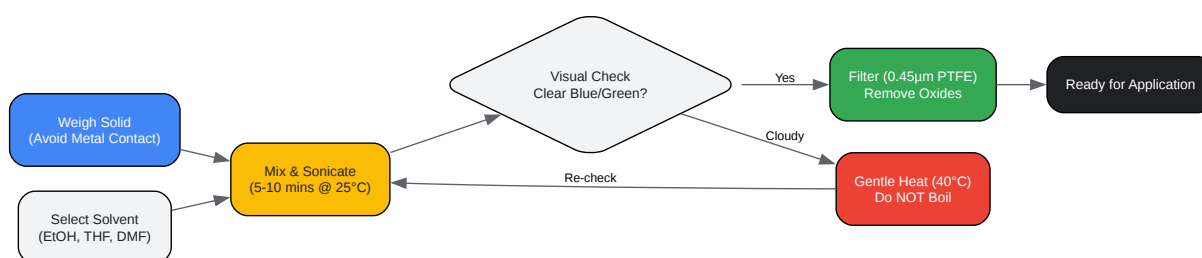 Weigh Solid
(Avoid Metal Contact)
Select Solvent
(EtOH, THF, DMF)
Mix & Sonicate
(5-10 mins @ 25°C)
Visual Check
Clear Blue/Green?
Yes
Cloudy
Re-check
Filter (0.45µm PTFE)
Remove Oxides
Gentle Heat (40°C)
Do NOT Boil
Ready for Application